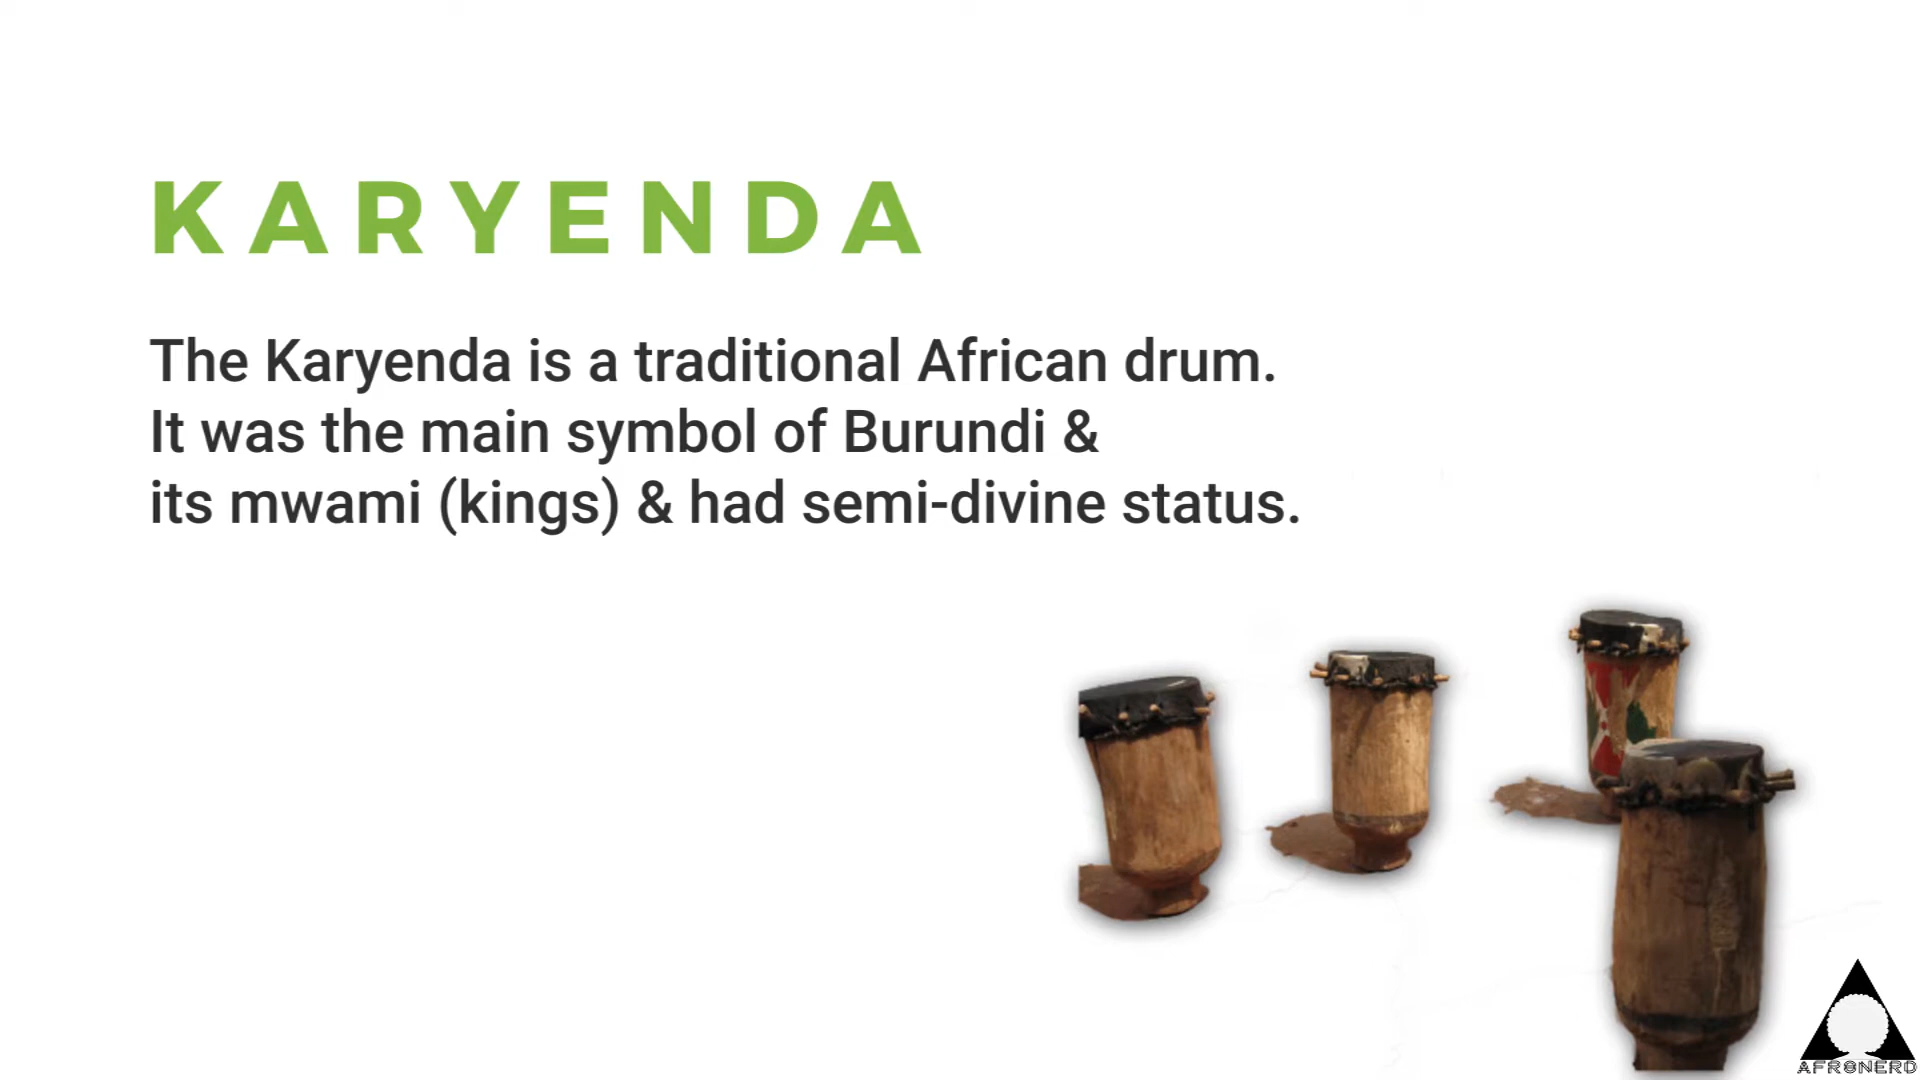 KARYENDA
The Karyenda is a traditional African drum.
It was the main symbol of Burundi &
its mwami (kings) & had semi-divine status.
AFRONERD